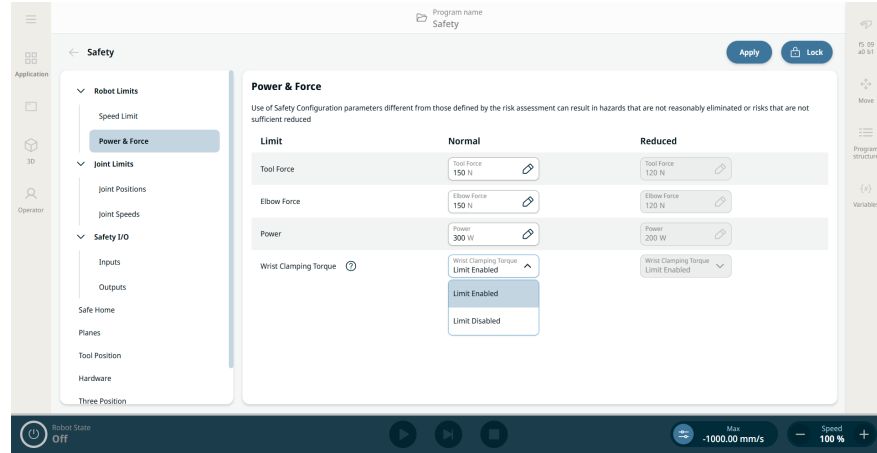 Program name
Safety
Safety
Apply
Lock
f5 09
a0 b1
Application
Move
3D
Program
structure
Operator
{x}
Variables
Robot Limits
Speed Limit
Power & Force
Joint Limits
Joint Positions
Joint Speeds
Safety I/O
Inputs
Outputs
Safe Home
Planes
Tool Position
Hardware
Three Position
Power & Force
Use of Safety Configuration parameters different from those defined by the risk assessment can result in hazards that are not reasonably eliminated or risks that are not
sufficient reduced
Limit Normal Reduced
Tool Force
Tool Force
150 N
Tool Force
120 N
Elbow Force
Elbow Force
150 N
Elbow Force
120 N
Power
Power
300 W
Power
200 W
Wrist Clamping Torque ?
Wrist Clamping Torque
Limit Enabled
Wrist Clamping Torque
Limit Enabled
Limit Enabled
Limit Disabled
Robot State
Off
Max
-1000.00 mm/s
Speed
100 %